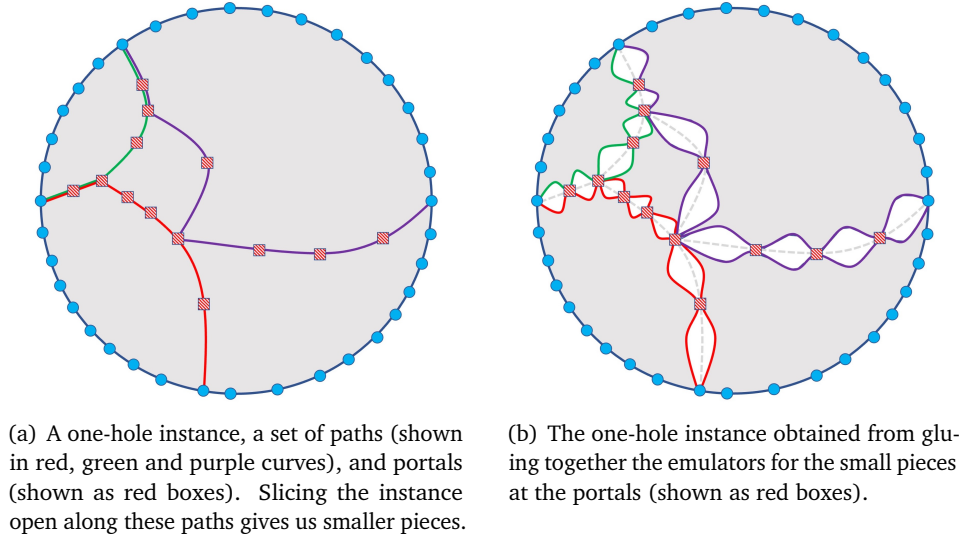 (a) A one-hole instance, a set of paths (shown
in red, green and purple curves), and portals
(shown as red boxes). Slicing the instance
open along these paths gives us smaller pieces.
(b) The one-hole instance obtained from glu-
ing together the emulators for the small pieces
at the portals (shown as red boxes).